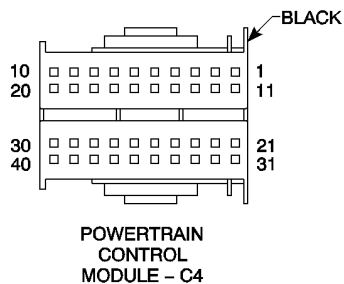 BLACK
10 1
20 11
30 21
40 31
POWERTRAIN
CONTROL
MODULE – C4